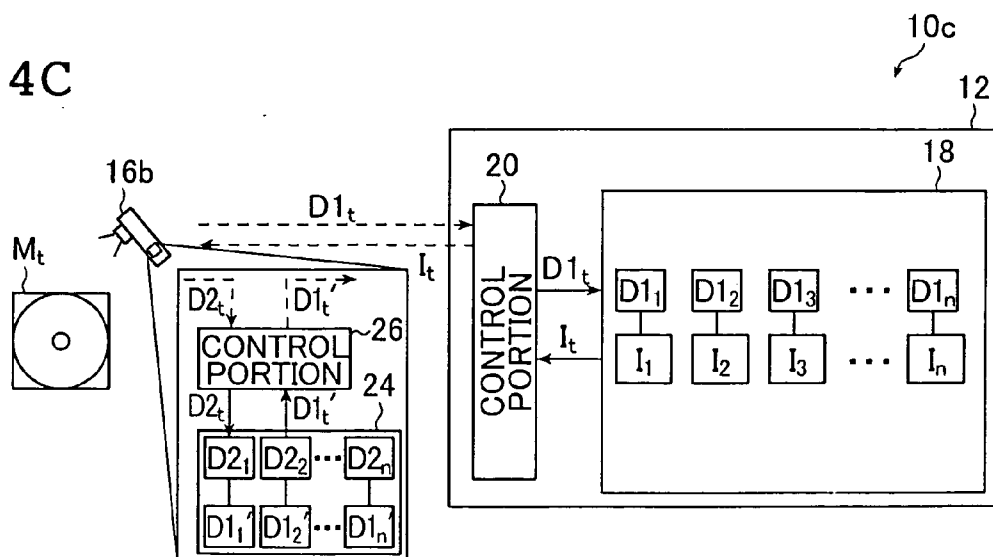 10c
4C
12
16b
20
18
D1t
It
Mt
D1t
D11 D12 D13 ... D1n
D2t D1t'
26
CONTROL PORTION
CONTROL PORTION
It
I1 I2 I3 ... In
D2t D1t'
24
D21 D22 ... D2n
D11' D12' ... D1n'